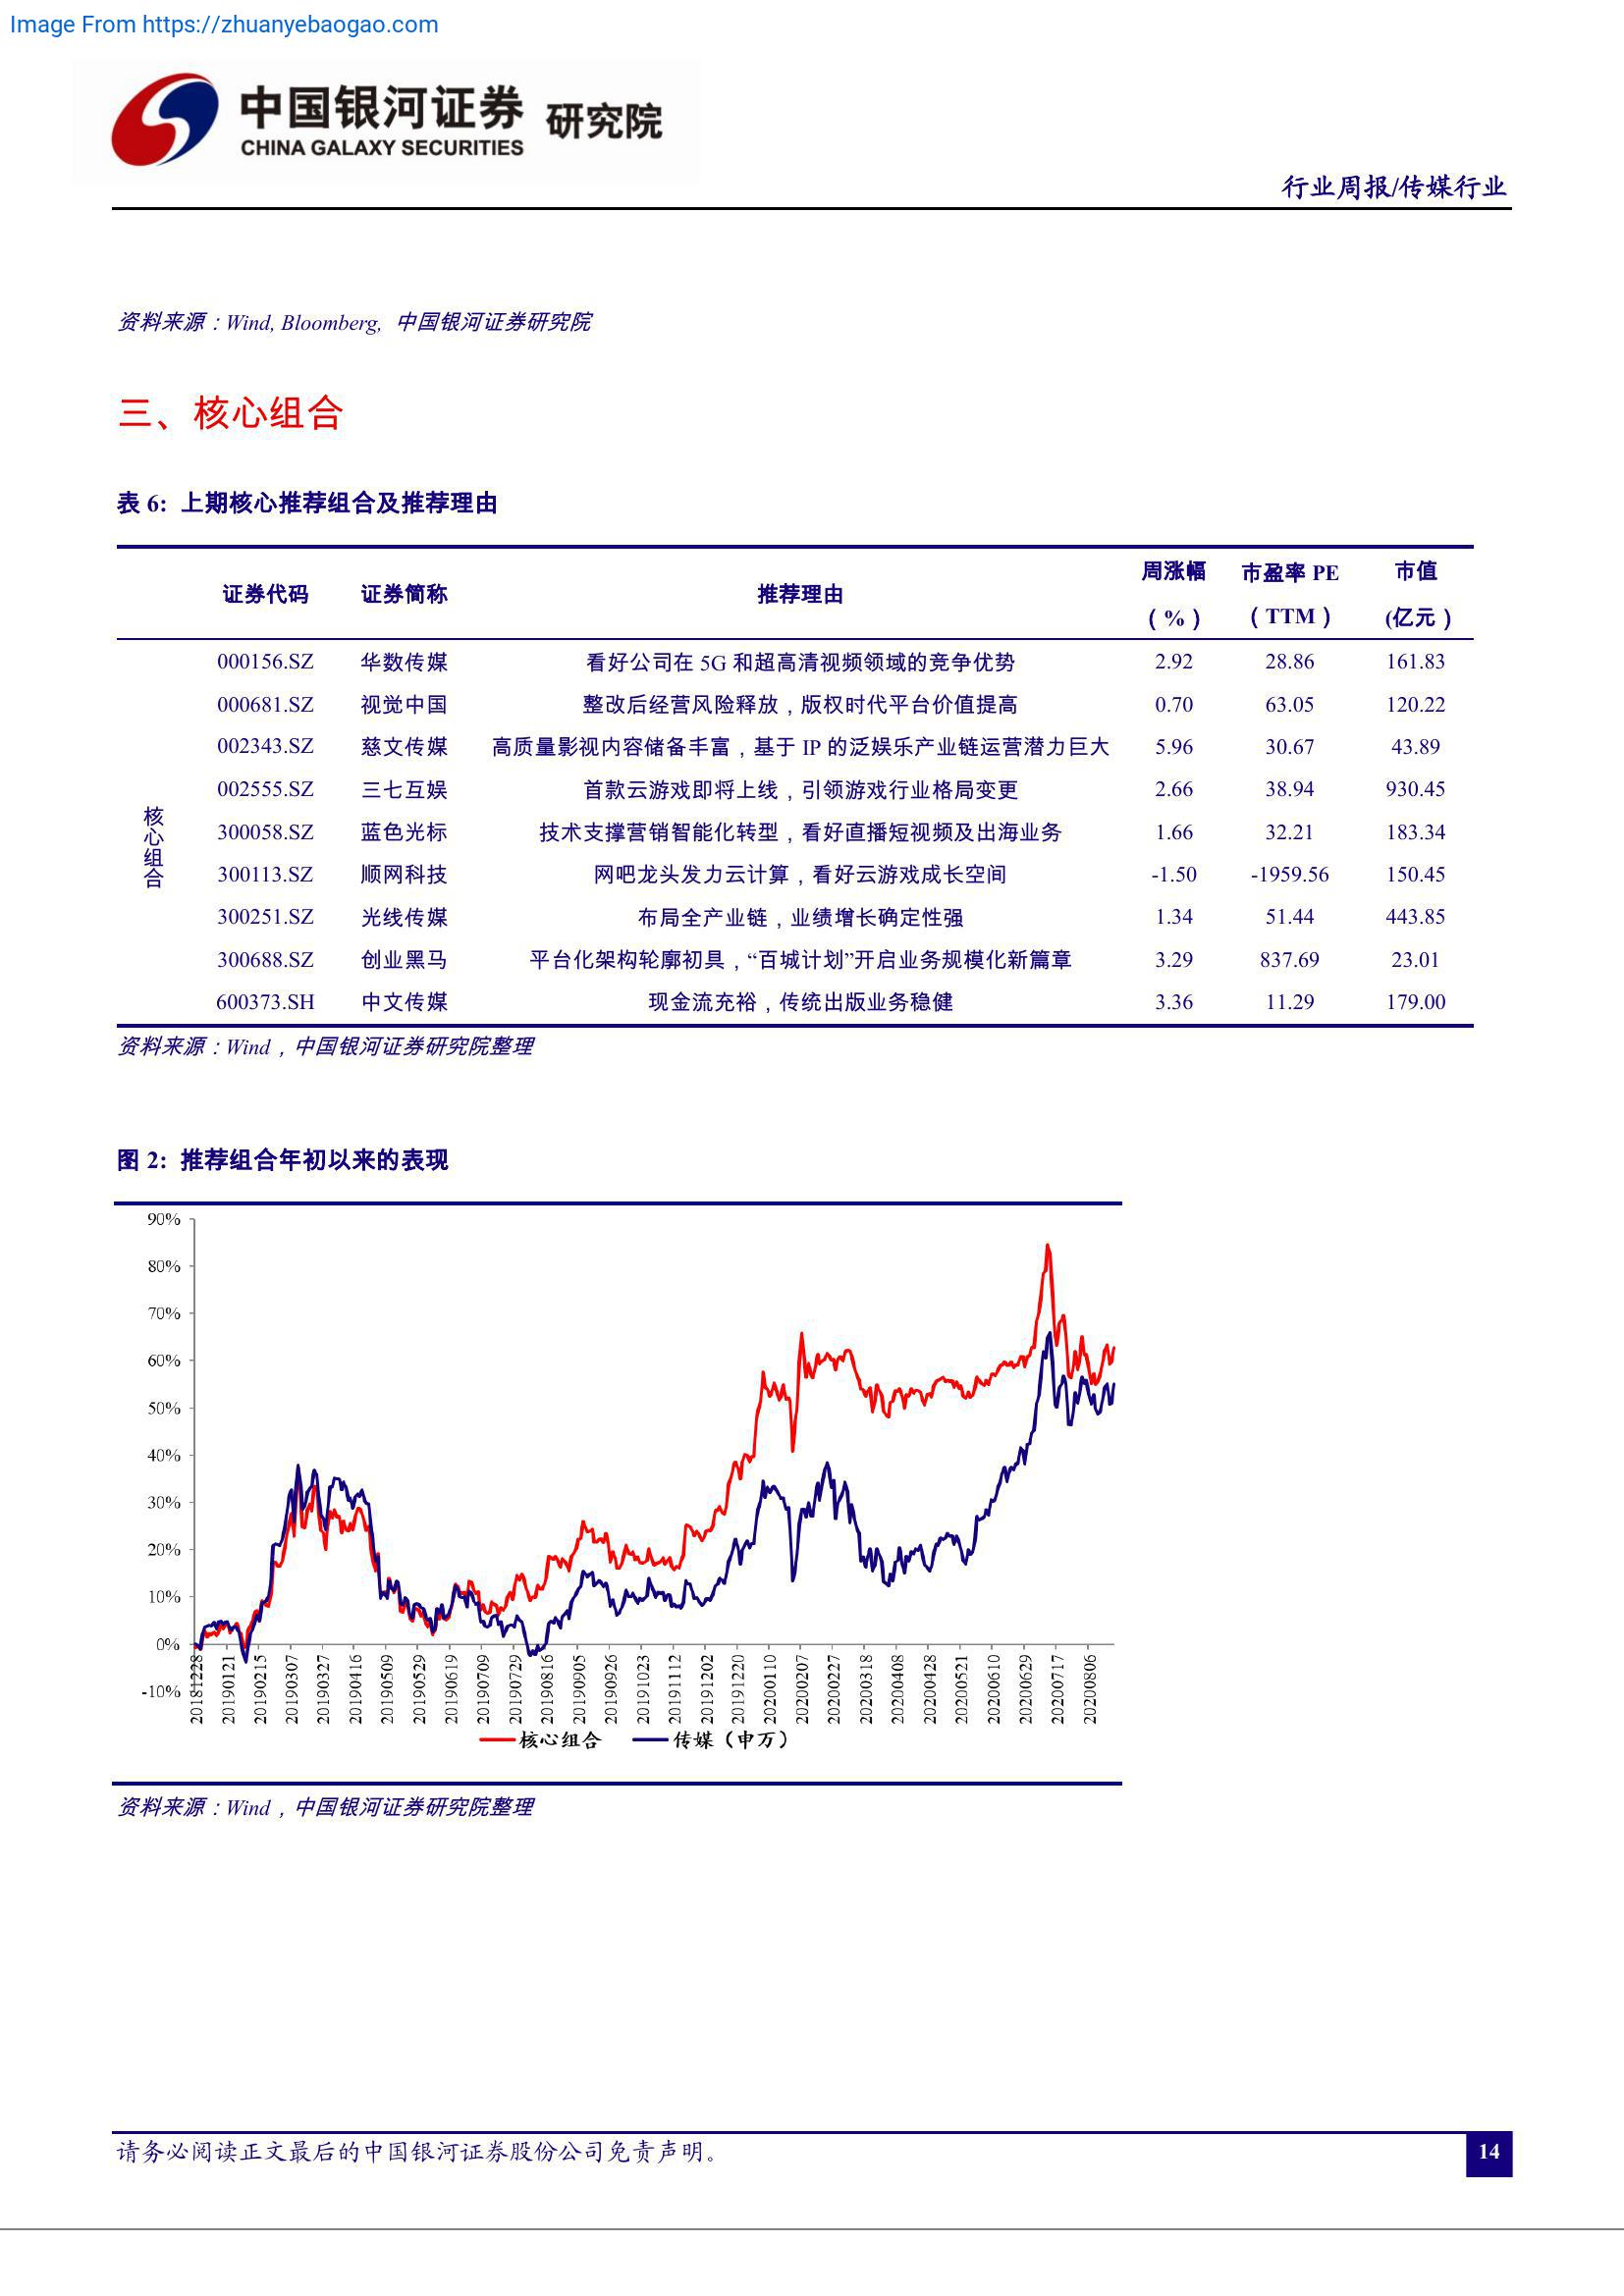 Image From https://zhuanyebaogao.com
中国银河证券 研究院
CHINA GALAXY SECURITIES
行业周报/传媒行业
资料来源：Wind, Bloomberg, 中国银河证券研究院
三、核心组合
表 6: 上期核心推荐组合及推荐理由
证券代码 证券简称 推荐理由 周涨幅（%） 市盈率 PE（TTM） 市值(亿元）
核心组合
000156.SZ 华数传媒 看好公司在 5G 和超高清视频领域的竞争优势 2.92 28.86 161.83
000681.SZ 视觉中国 整改后经营风险释放，版权时代平台价值提高 0.70 63.05 120.22
002343.SZ 慈文传媒 高质量影视内容储备丰富，基于 IP 的泛娱乐产业链运营潜力巨大 5.96 30.67 43.89
002555.SZ 三七互娱 首款云游戏即将上线，引领游戏行业格局变更 2.66 38.94 930.45
300058.SZ 蓝色光标 技术支撑营销智能化转型，看好直播短视频及出海业务 1.66 32.21 183.34
300113.SZ 顺网科技 网吧龙头发力云计算，看好云游戏成长空间 -1.50 -1959.56 150.45
300251.SZ 光线传媒 布局全产业链，业绩增长确定性强 1.34 51.44 443.85
300688.SZ 创业黑马 平台化架构轮廓初具，“百城计划”开启业务规模化新篇章 3.29 837.69 23.01
600373.SH 中文传媒 现金流充裕，传统出版业务稳健 3.36 11.29 179.00
资料来源：Wind，中国银河证券研究院整理
图 2: 推荐组合年初以来的表现
90%
80%
70%
60%
50%
40%
30%
20%
10%
0%
-10%
20181228 20190121 20190215 20190307 20190327 20190416 20190509 20190529 20190619 20190709 20190729 20190816 20190905 20190926 20191023 20191112 20191202 20191220 20200110 20200207 20200227 20200318 20200408 20200428 20200521 20200610 20200629 20200717 20200806
核心组合 传媒（申万）
资料来源：Wind，中国银河证券研究院整理
请务必阅读正文最后的中国银河证券股份公司免责声明。
14